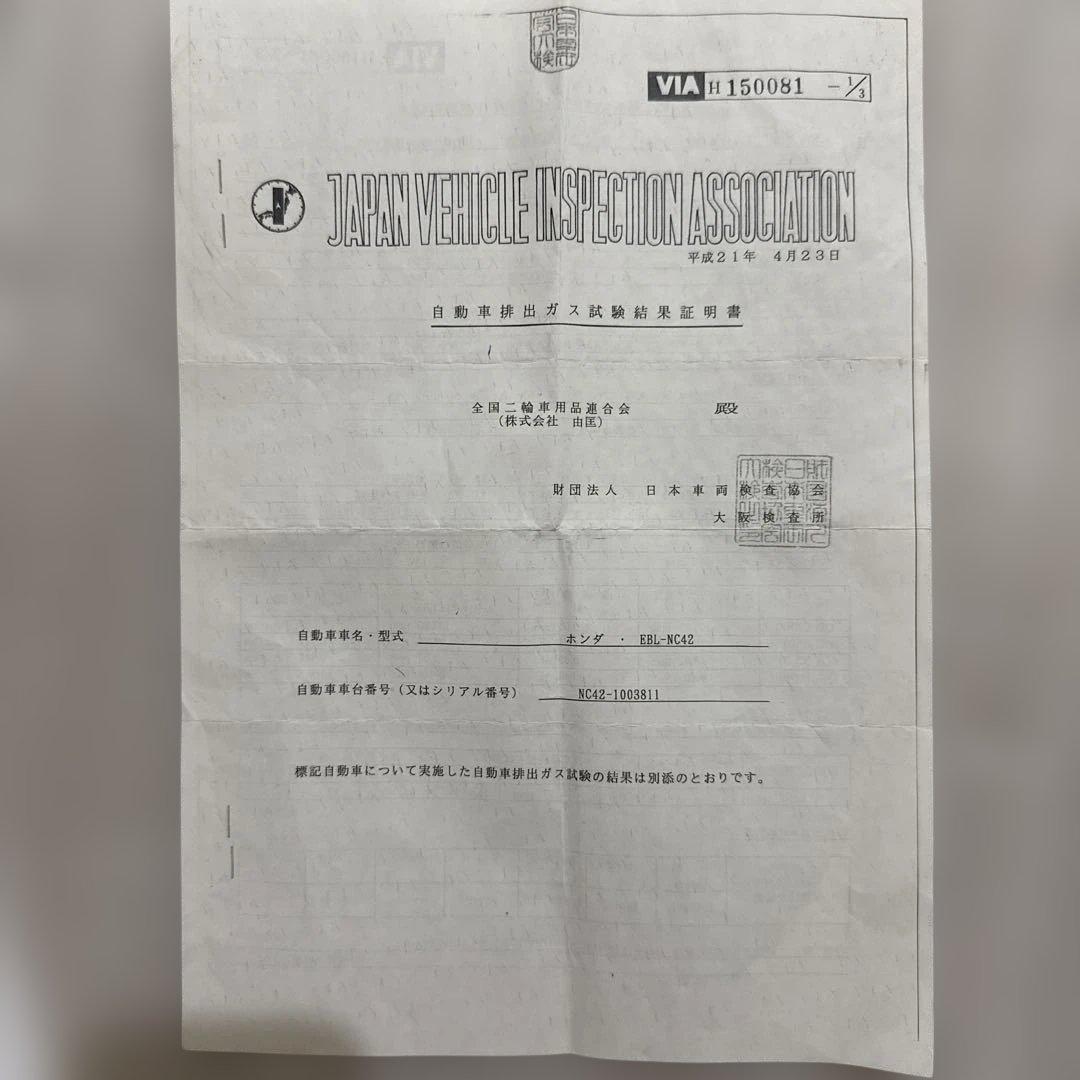 VIA H150081 -1/3
JAPAN VEHICLE INSPECTION ASSOCIATION
平成21年 4月23日
自動車排出ガス試験結果証明書
全国二輪車用品連合会 殿
(株式会社 由匡)
財団法人 日本車両検査協会
大阪検査所
自動車車名・型式 ホンダ ・ EBL-NC42
自動車車台番号(又はシリアル番号) NC42-1003811
標記自動車について実施した自動車排出ガス試験の結果は別添のとおりです。